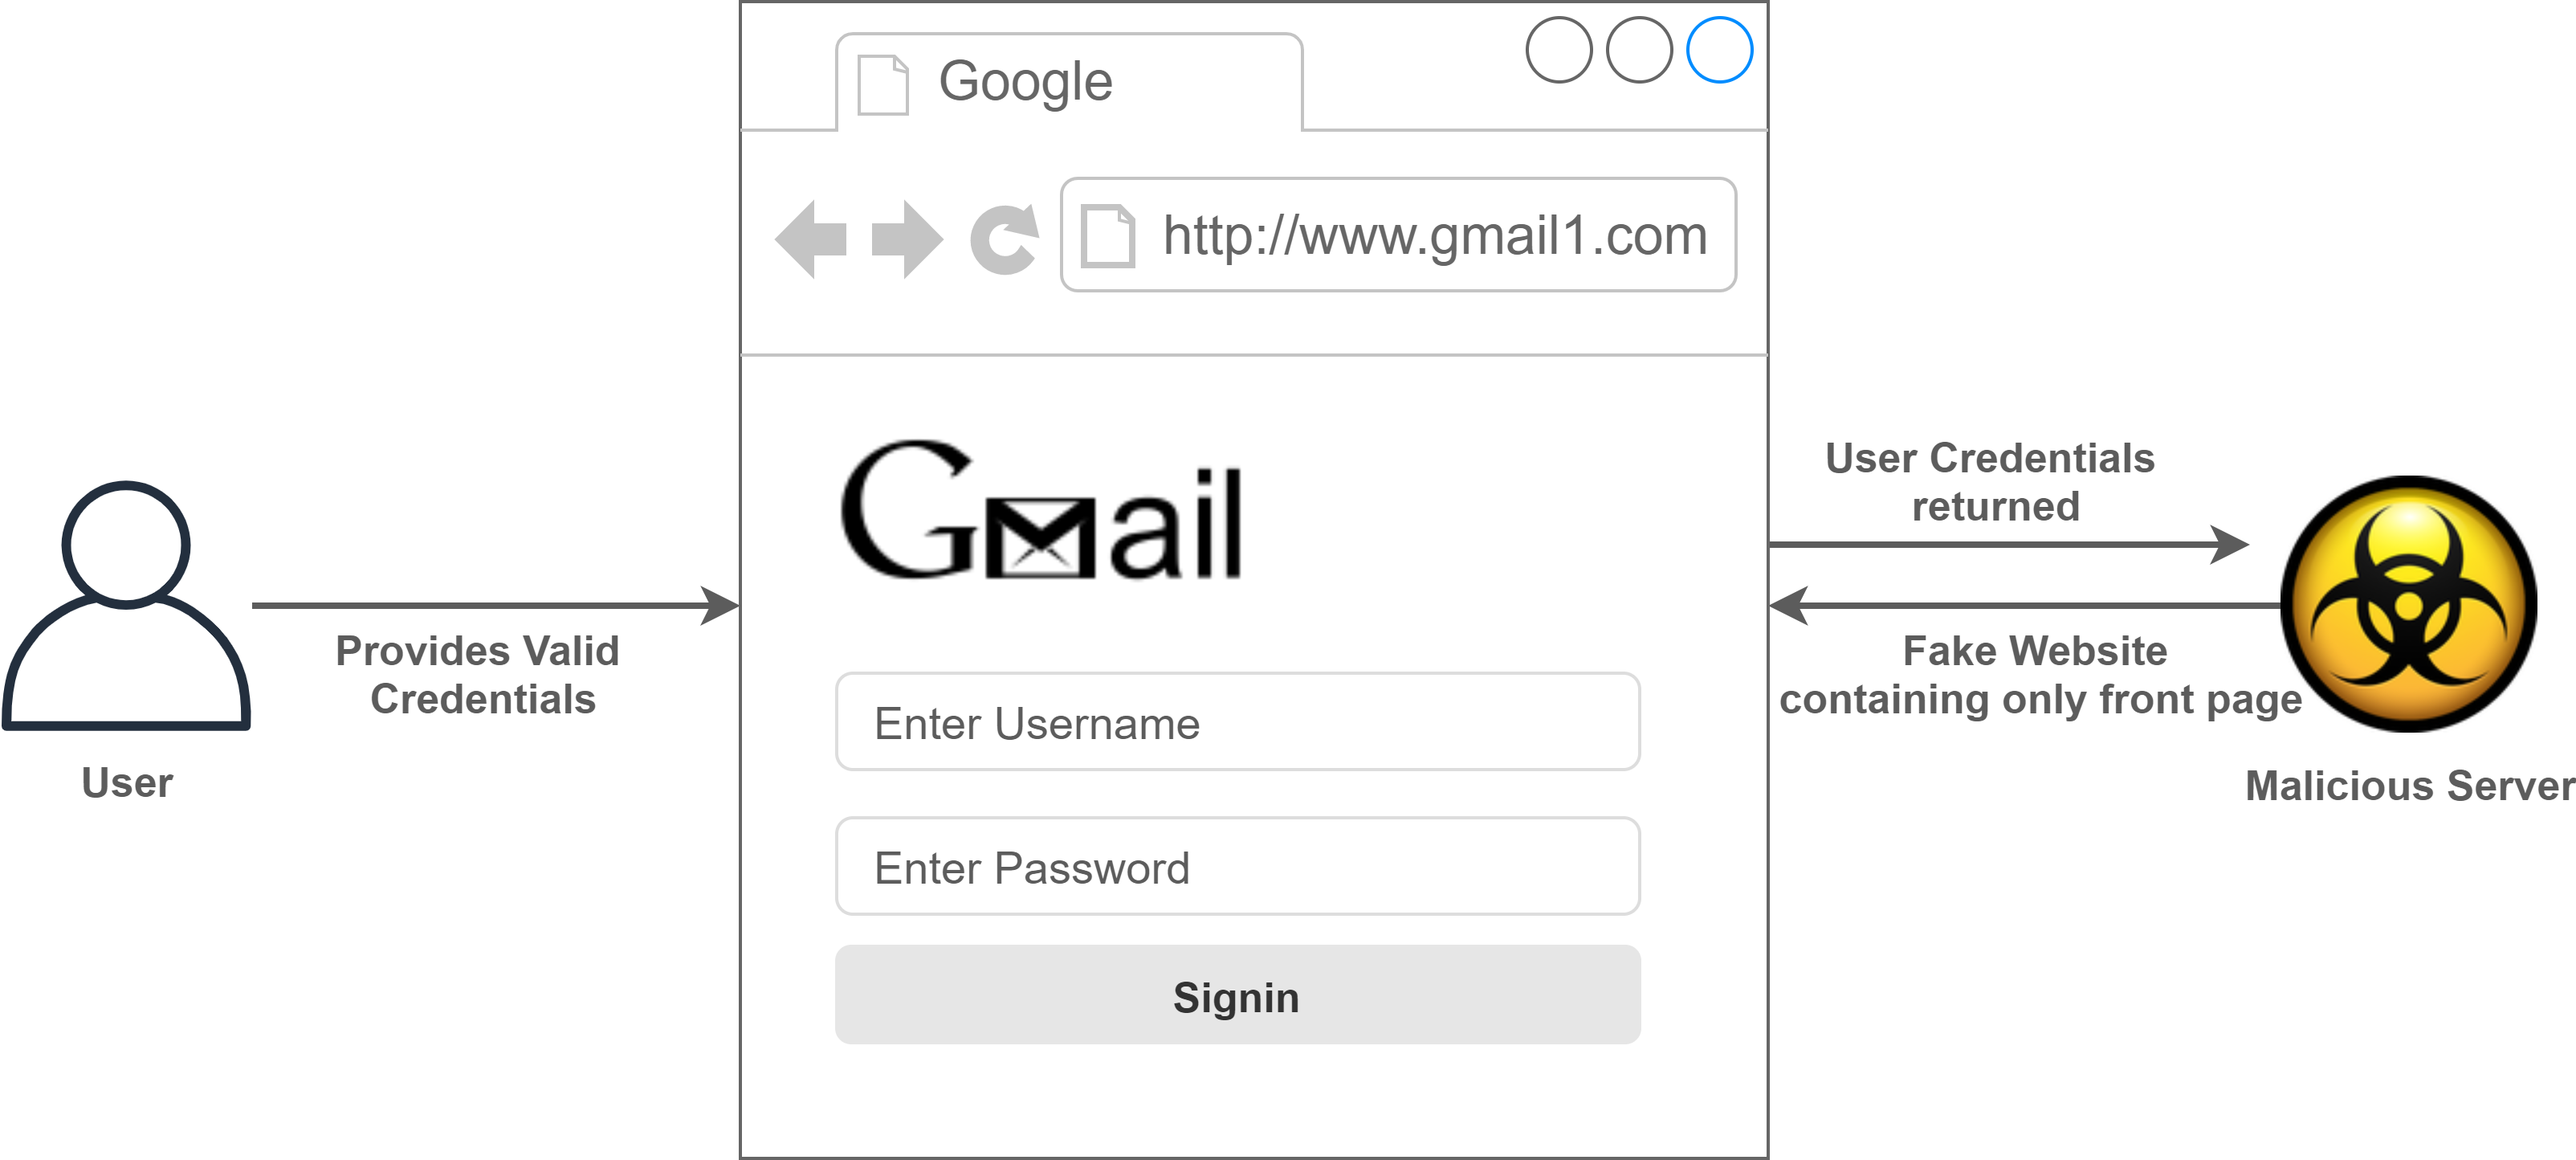 Google
http://www.gmail1.com
Gmail
User Credentials
returned
Provides Valid
Credentials
Fake Website
containing only front page
Enter Username
User
Malicious Server
Enter Password
Signin